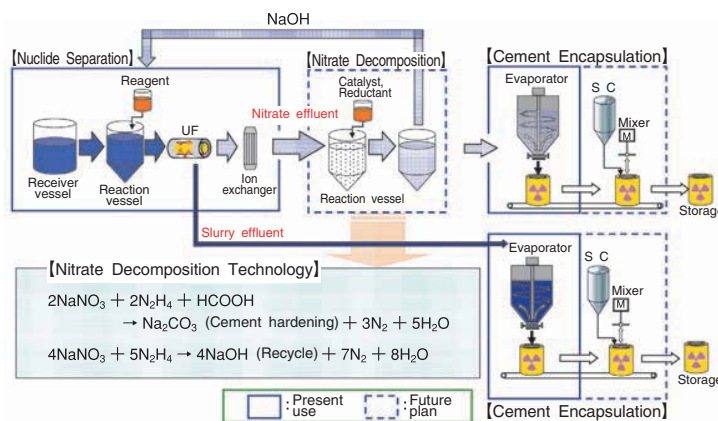 NaOH
【Nuclide Separation】
【Nitrate Decomposition】
【Cement Encapsulation】
Reagent
UF
Receiver
vessel
Reaction
vessel
Ion
exchanger
Nitrate effluent
Catalyst,
Reductant
Reaction vessel
Evaporator
S C
Mixer
M
Storage
Slurry effluent
【Nitrate Decomposition Technology】
2NaNO₃ + 2N₂H₄ + HCOOH
→ Na₂CO₃ (Cement hardening) + 3N₂ + 5H₂O
4NaNO₃ + 5N₂H₄ → 4NaOH (Recycle) + 7N₂ + 8H₂O
Evaporator
S C
Mixer
M
Storage
【Cement Encapsulation】
: Present
use
: Future
plan